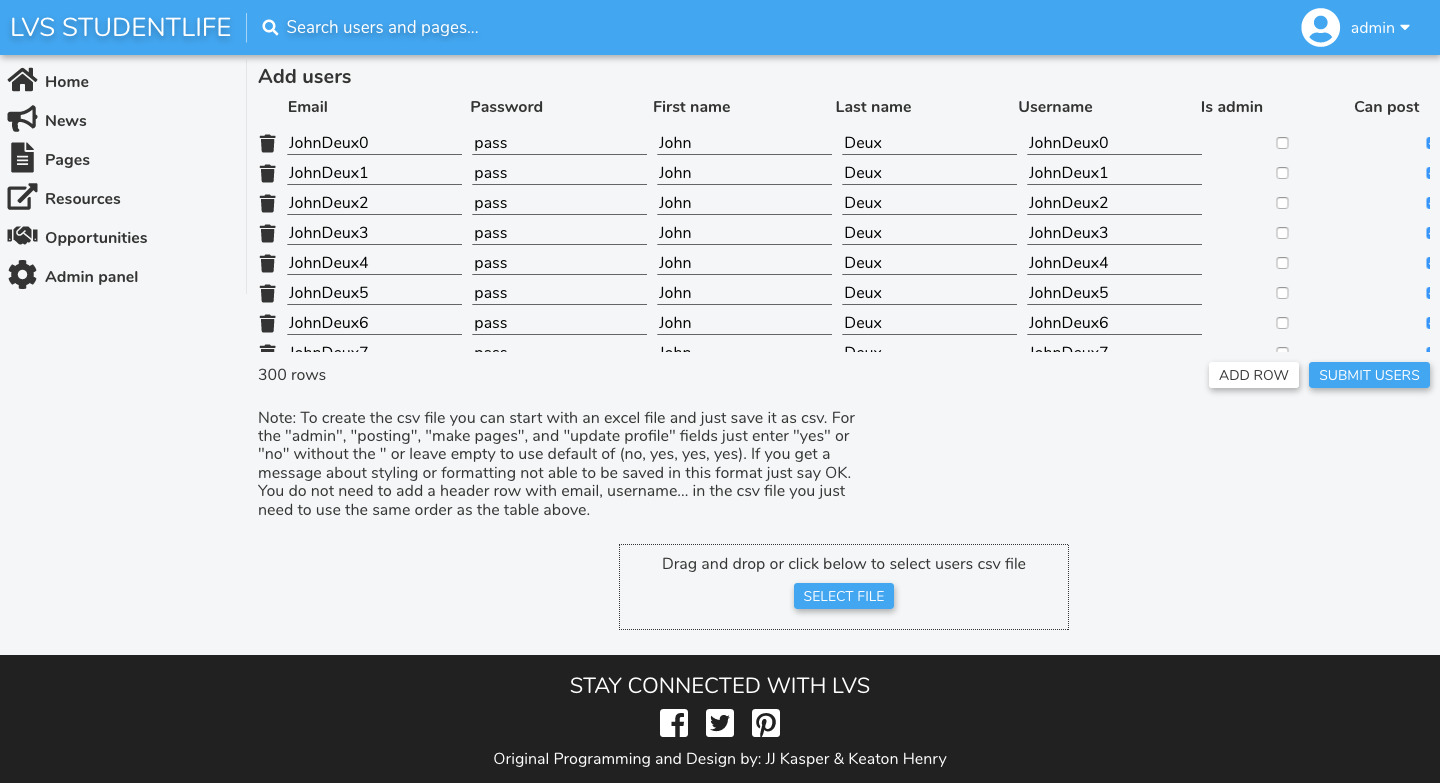 LVS STUDENTLIFE
Search users and pages...
admin
Home
News
Pages
Resources
Opportunities
Admin panel
Add users
Email Password First name Last name Username Is admin Can post
JohnDeux0 pass John Deux JohnDeux0
JohnDeux1 pass John Deux JohnDeux1
JohnDeux2 pass John Deux JohnDeux2
JohnDeux3 pass John Deux JohnDeux3
JohnDeux4 pass John Deux JohnDeux4
JohnDeux5 pass John Deux JohnDeux5
JohnDeux6 pass John Deux JohnDeux6
JohnDeux7 pass John Deux JohnDeux7
300 rows
ADD ROW
SUBMIT USERS
Note: To create the csv file you can start with an excel file and just save it as csv. For
the "admin", "posting", "make pages", and "update profile" fields just enter "yes" or
"no" without the " or leave empty to use default of (no, yes, yes, yes). If you get a
message about styling or formatting not able to be saved in this format just say OK.
You do not need to add a header row with email, username... in the csv file you just
need to use the same order as the table above.
Drag and drop or click below to select users csv file
SELECT FILE
STAY CONNECTED WITH LVS
Original Programming and Design by: JJ Kasper & Keaton Henry